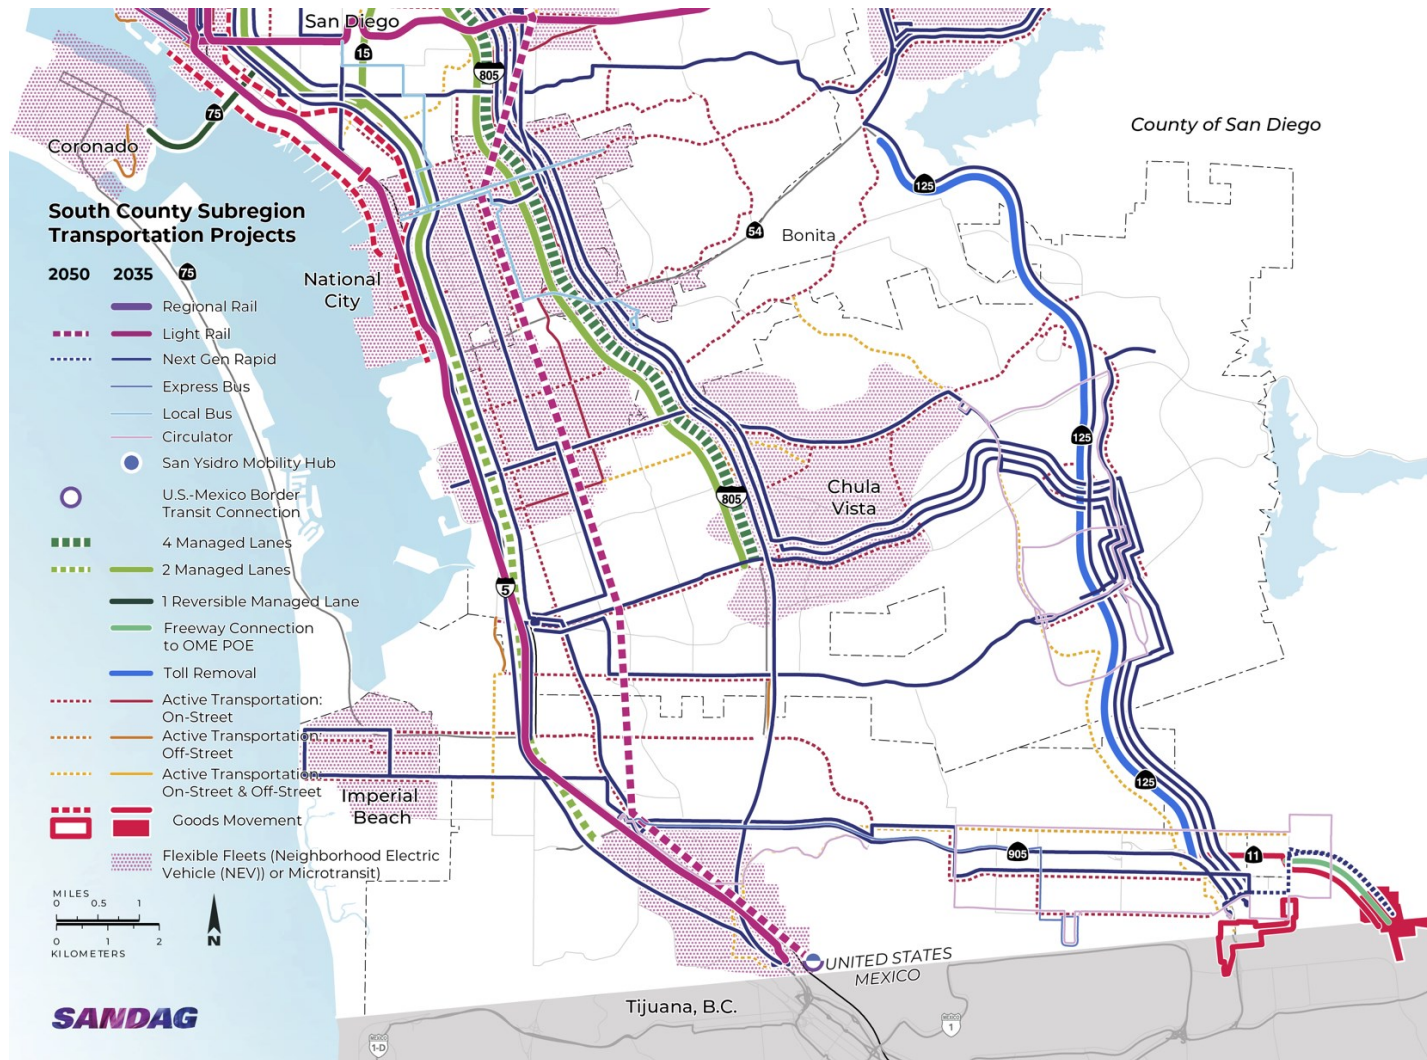 San Diego
15
805
75
Coronado
County of San Diego
125
54
Bonita
South County Subregion
Transportation Projects
75
National
City
2050 2035
Regional Rail
Light Rail
Next Gen Rapid
Express Bus
Local Bus
Circulator
San Ysidro Mobility Hub
U.S.-Mexico Border
Transit Connection
4 Managed Lanes
2 Managed Lanes
1 Reversible Managed Lane
Freeway Connection
to OME POE
Toll Removal
Active Transportation:
On-Street
Active Transportation:
Off-Street
Active Transportation:
On-Street & Off-Street
Goods Movement
Flexible Fleets (Neighborhood Electric
Vehicle (NEV)) or Microtransit)
125
805
Chula
Vista
5
Imperial
Beach
125
905
11
MILES
0 0.5 1
0 1 2
KILOMETERS
N
UNITED STATES
MEXICO
Tijuana, B.C.
SANDAG
MEXICO
1-D
MEXICO
1